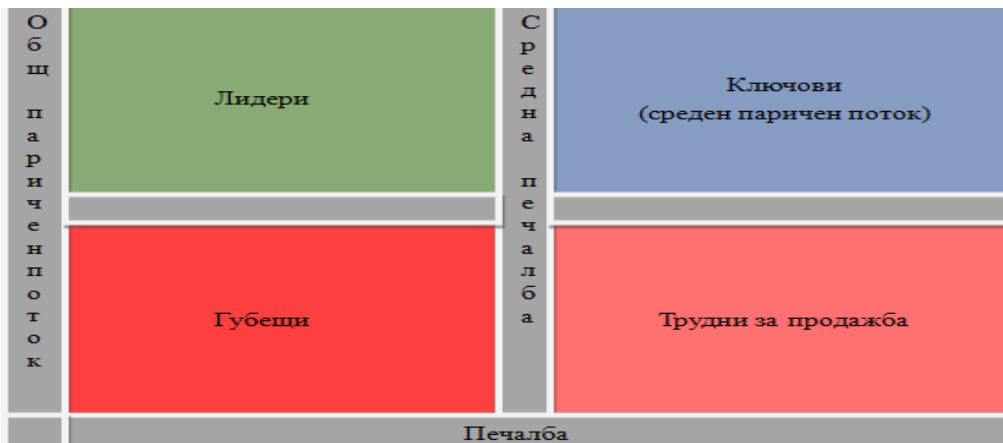 Общ паричен поток
Лидери
Средна печалба
Ключови
(среден паричен поток)
Губещи
Трудни за продажба
Печалба